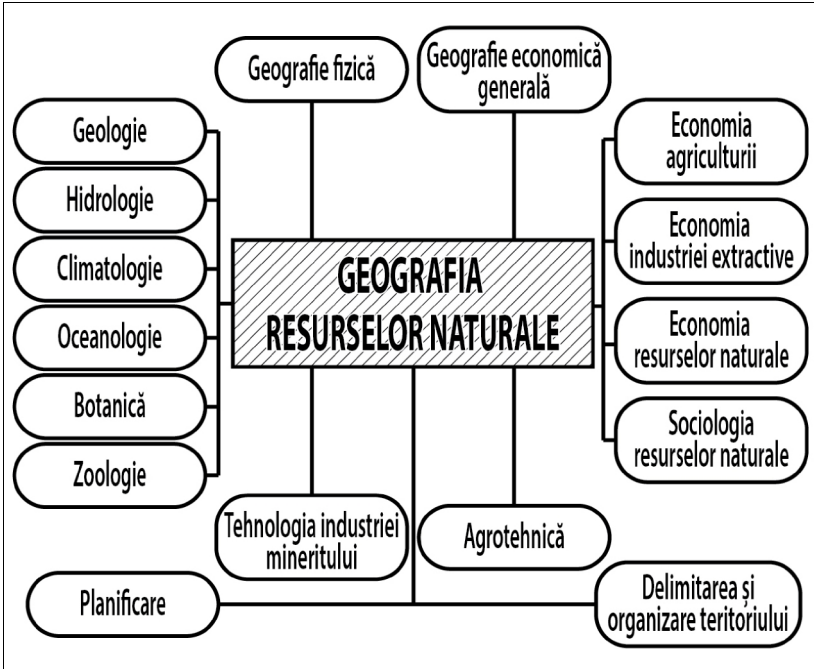 Geografie fizică
Geografie economică
generală
Geologie
Hidrologie
Climatologie
Oceanologie
Botanică
Zoologie
GEOGRAFIA
RESURSELOR NATURALE
Economia
agriculturii
Economia
industriei extractive
Economia
resurselor naturale
Sociologia
resurselor naturale
Tehnologia industriei
mineritului
Agrotehnică
Planificare
Delimitarea și
organizare teritoriului